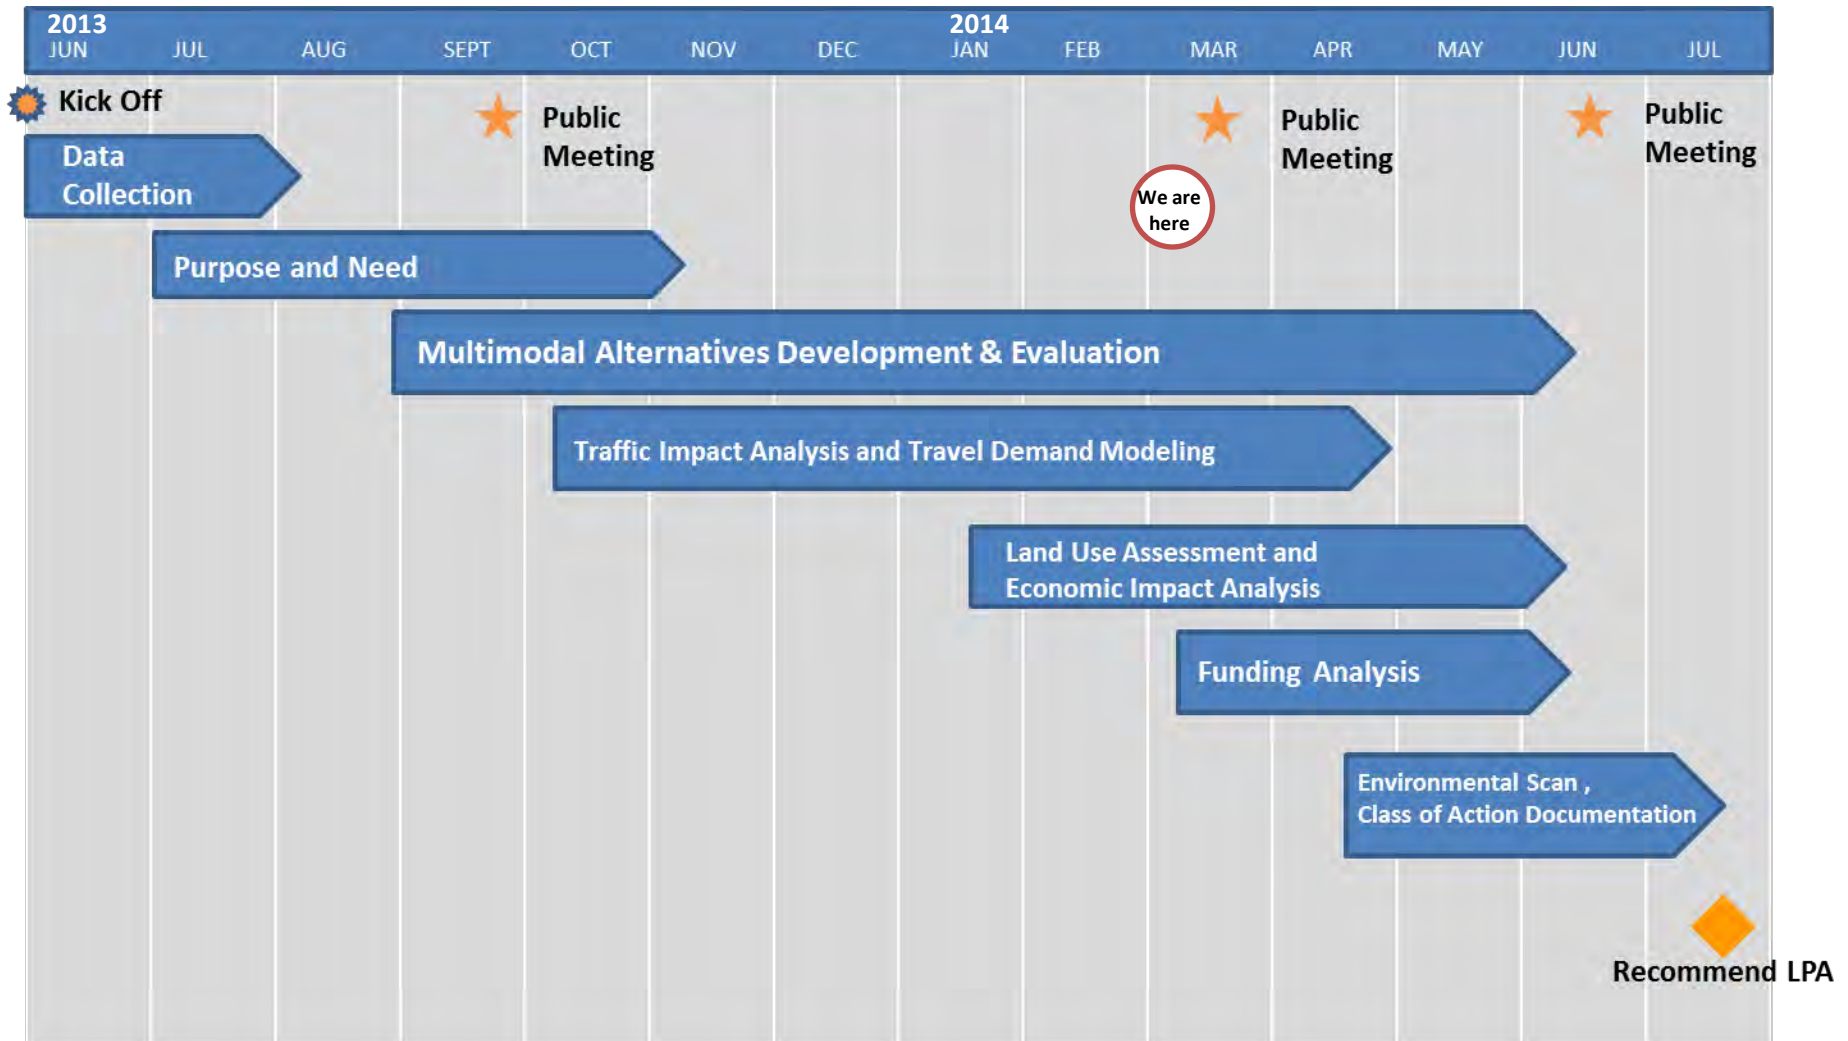 2013
2014
JUN JUL AUG SEPT OCT NOV DEC JAN FEB MAR APR MAY JUN JUL
Kick Off
Public
Meeting
Public
Meeting
Public
Meeting
Data
Collection
We are
here
Purpose and Need
Multimodal Alternatives Development & Evaluation
Traffic Impact Analysis and Travel Demand Modeling
Land Use Assessment and
Economic Impact Analysis
Funding Analysis
Environmental Scan ,
Class of Action Documentation
Recommend LPA